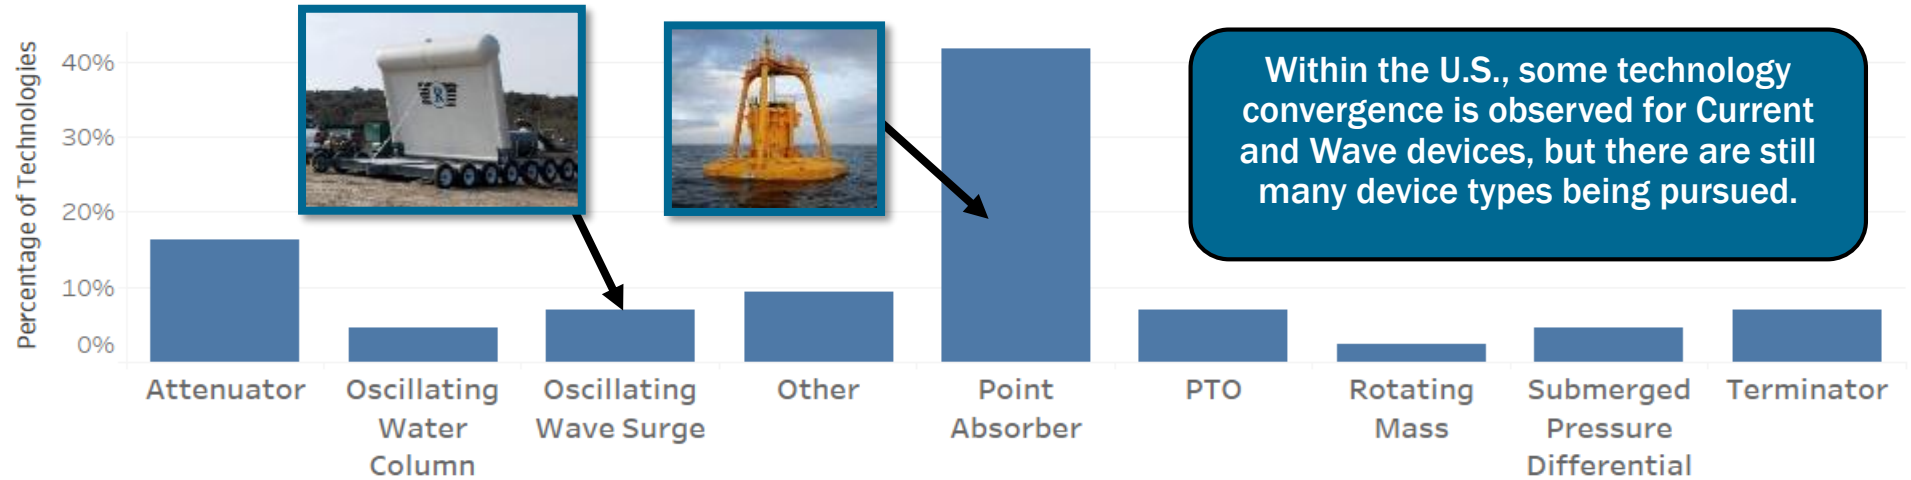 Percentage of Technologies
40%
30%
20%
10%
0%
R
Within the U.S., some technology
convergence is observed for Current
and Wave devices, but there are still
many device types being pursued.
Attenuator
Oscillating
Water
Column
Oscillating
Wave Surge
Other
Point
Absorber
PTO
Rotating
Mass
Submerged
Pressure
Differential
Terminator